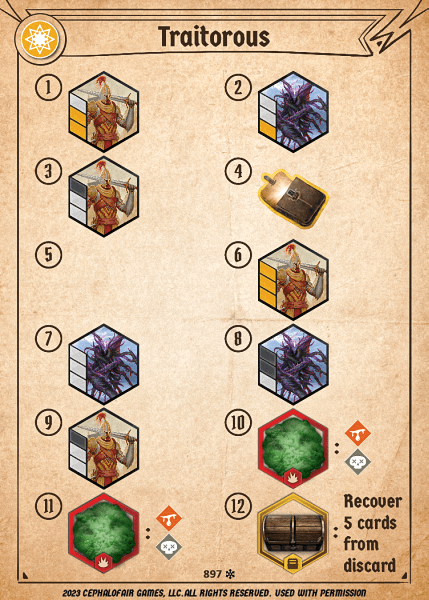 Traitorous
1
2
3
4
5
6
7
8
9
10
:
11
:
12
:
Recover
5 cards
from
discard
897 ✻
2023 CEPHALOFAIR GAMES, LLC. ALL RIGHTS RESERVED. USED WITH PERMISSION